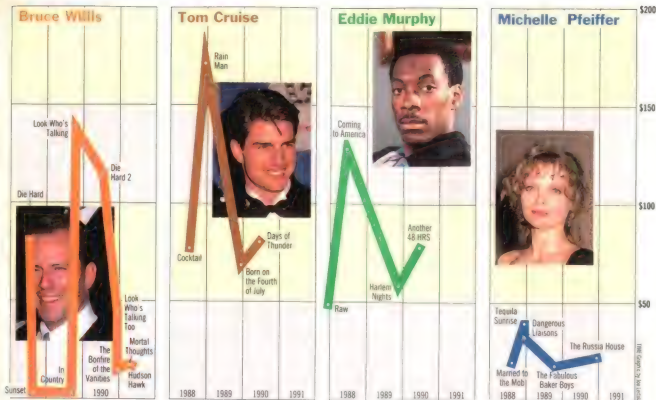 Bruce Willis
Tom Cruise
Eddie Murphy
Michelle Pfeiffer
$200
$150
$100
$50
Look Who's
Talking
Die
Hard 2
Die Hard
Look
Who's
Talking
Too
Mortal
Thoughts
The
Bonfire
of the
Vanities
Hudson
Hawk
In
Country
Sunset
1990
Rain
Man
Cocktail
Days of
Thunder
Born on
the Fourth
of July
1988
1989
1990
1991
Coming
to America
Another
48 HRS
Harlem
Nights
Raw
1988
1989
1990
1991
Tequila
Sunrise
Dangerous
Liaisons
The Russia House
Married to
the Mob
The Fabulous
Baker Boys
1988
1989
1990
1991